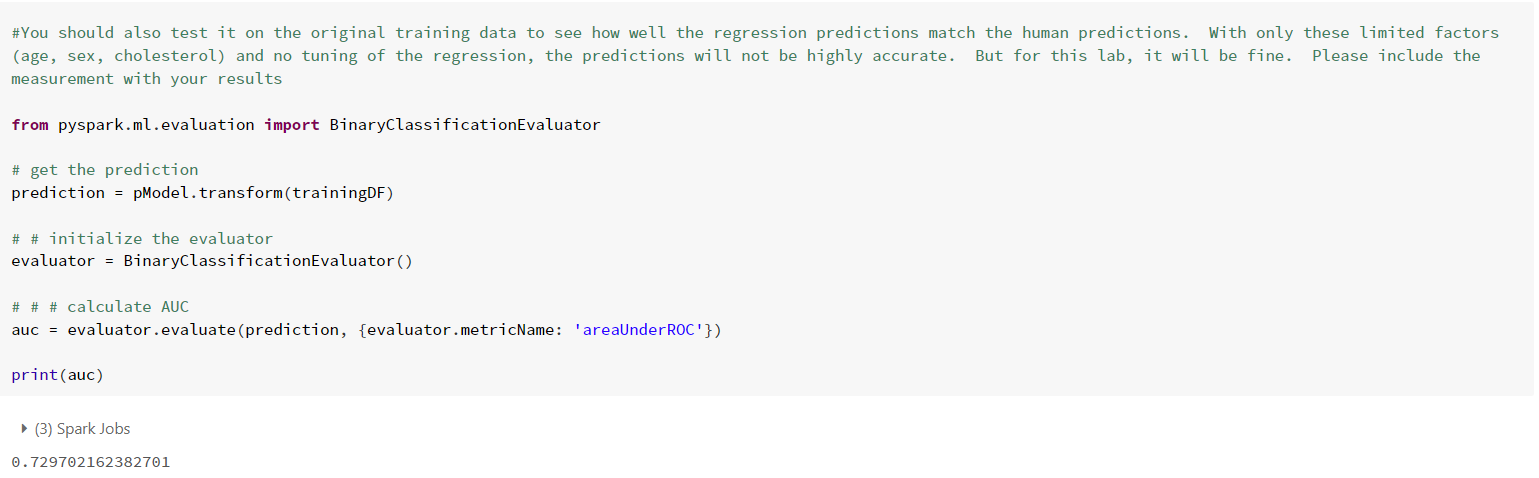 #You should also test it on the original training data to see how well the regression predictions match the human predictions.  With only these limited factors
(age, sex, cholesterol) and no tuning of the regression, the predictions will not be highly accurate.  But for this lab, it will be fine.  Please include the
measurement with your results
from pyspark.ml.evaluation import BinaryClassificationEvaluator
# get the prediction
prediction = pModel.transform(trainingDF)
# # initialize the evaluator
evaluator = BinaryClassificationEvaluator()
# # # calculate AUC
auc = evaluator.evaluate(prediction, {evaluator.metricName: 'areaUnderROC'})
print(auc)
(3) Spark Jobs
0.729702162382701